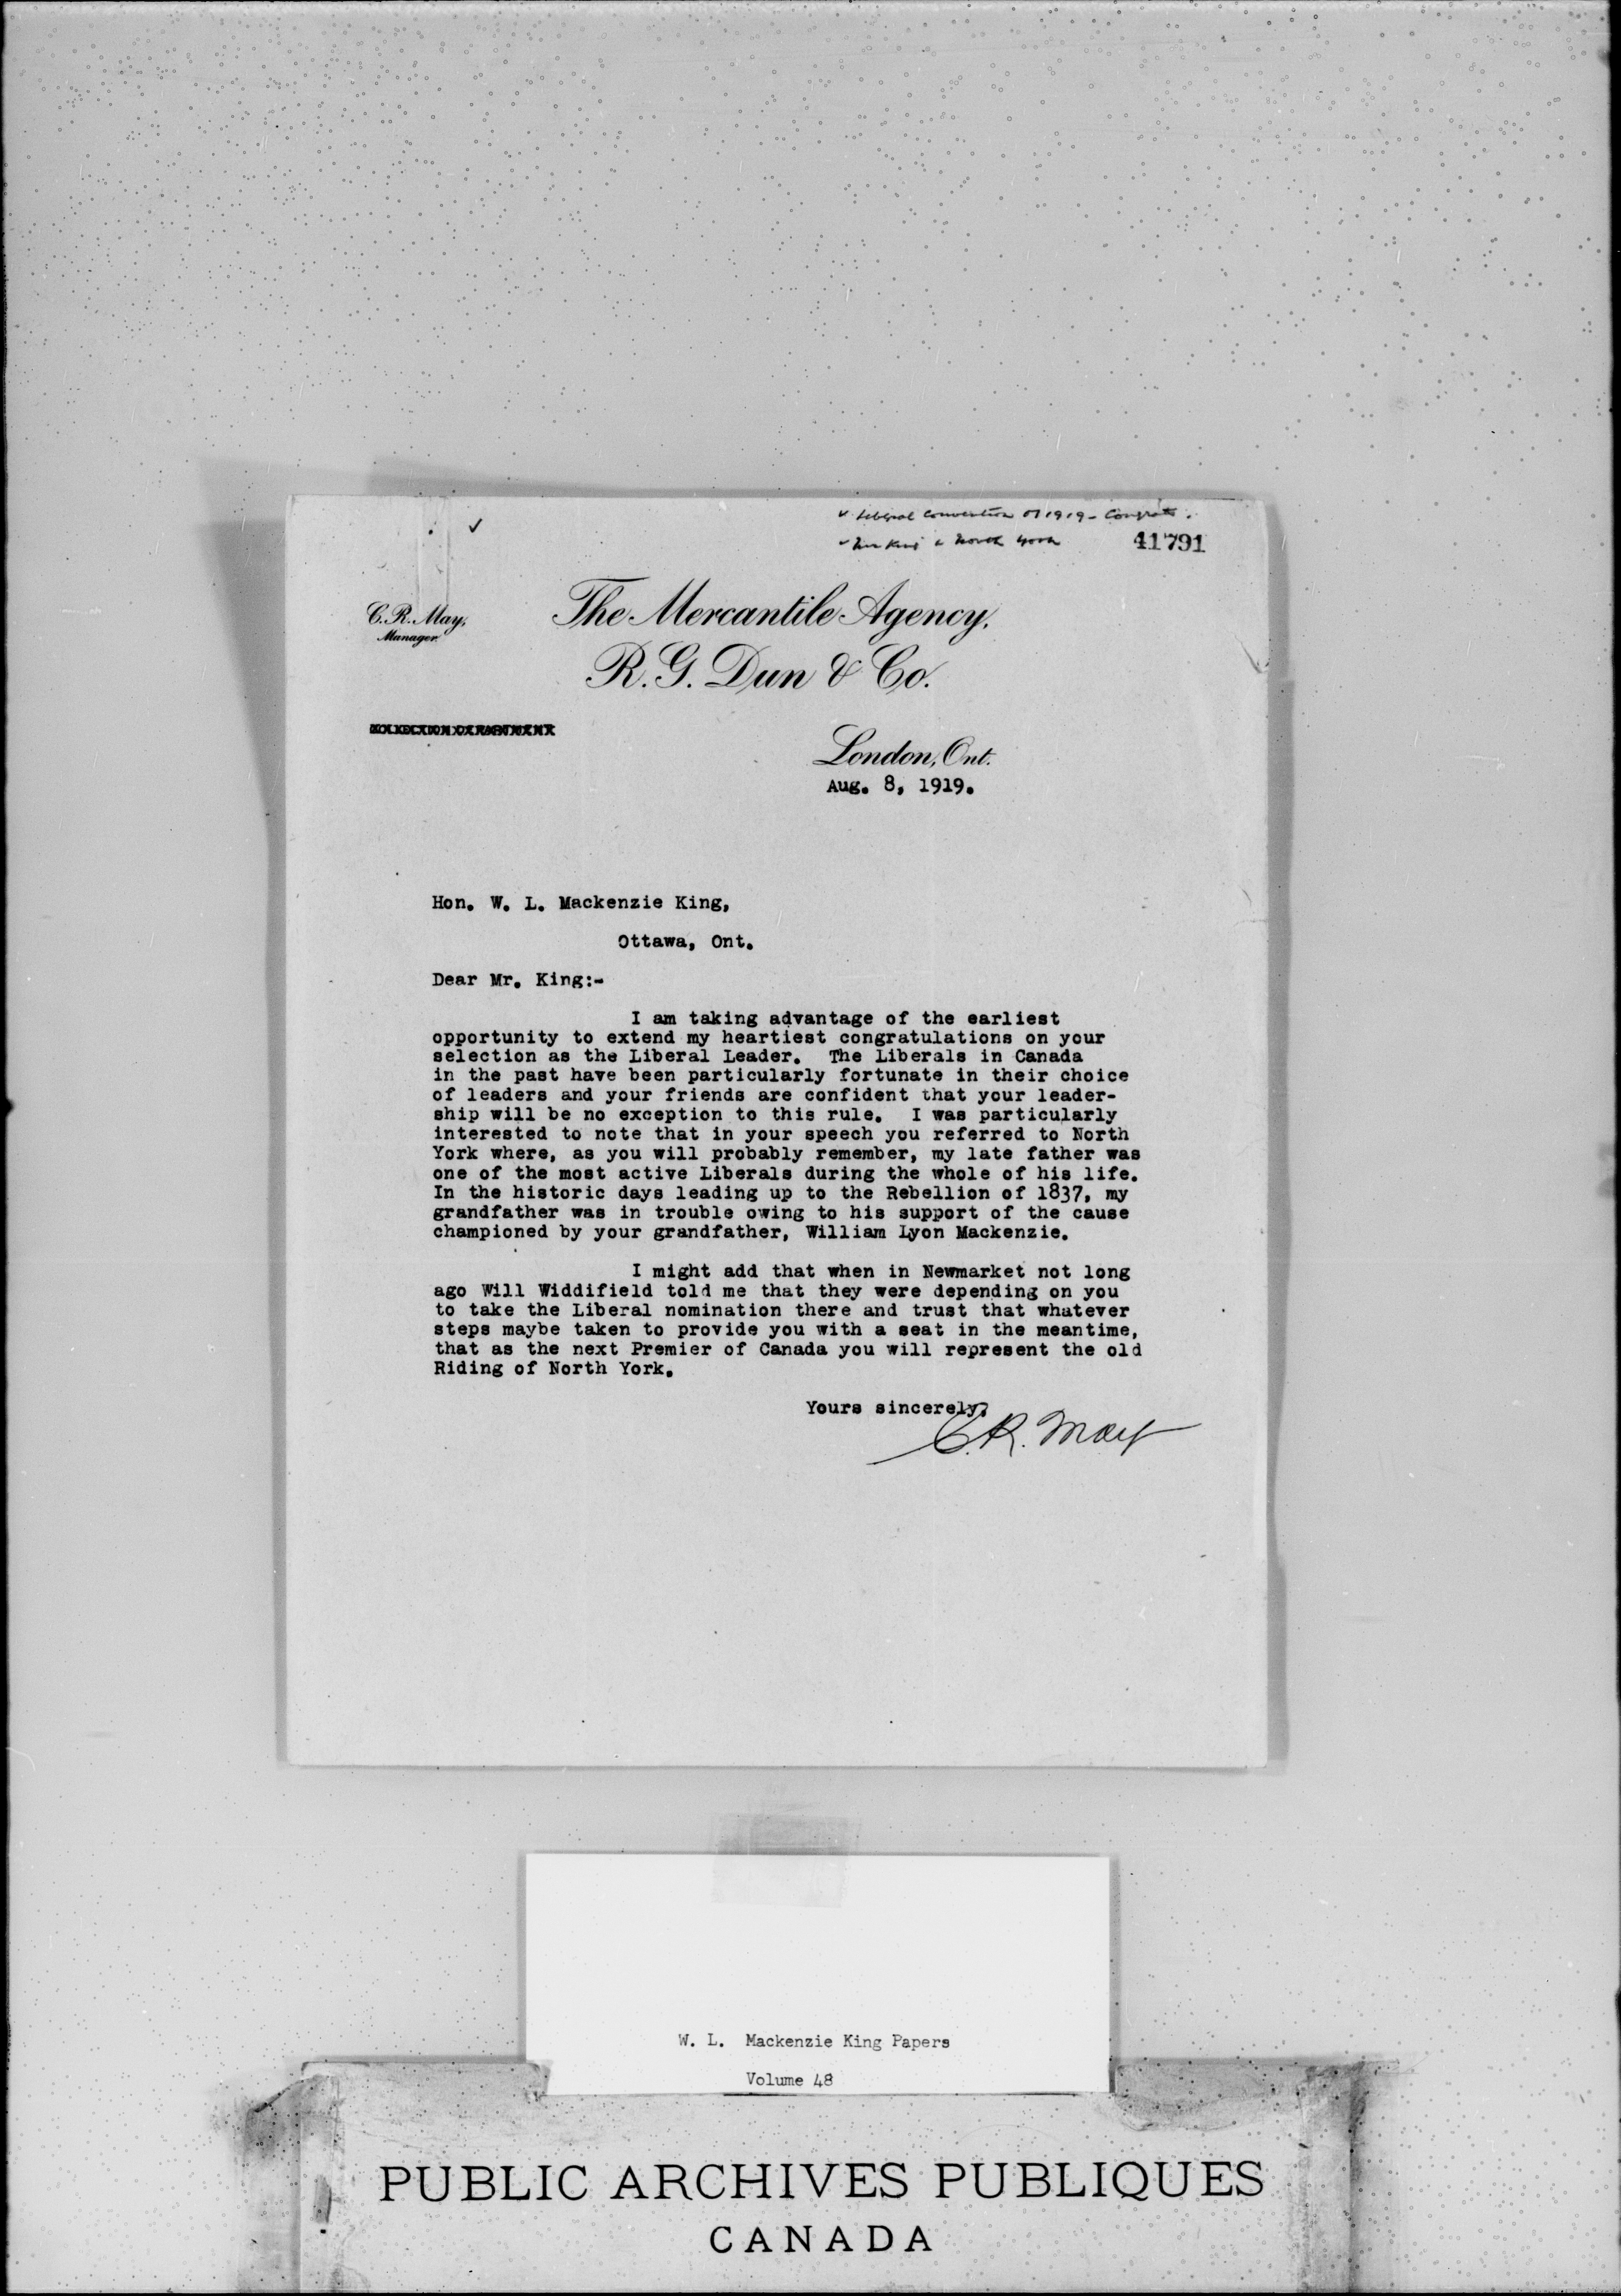 ✓ Liberal Convention of 1919 - Congrats.
✓ Mr King & North York
41791
C. R. May,
Manager.
The Mercantile Agency,
R. G. Dun & Co.
London, Ont.
Aug. 8, 1919.
Hon. W. L. Mackenzie King,
Ottawa, Ont.
Dear Mr. King:-
I am taking advantage of the earliest
opportunity to extend my heartiest congratulations on your
selection as the Liberal Leader. The Liberals in Canada
in the past have been particularly fortunate in their choice
of leaders and your friends are confident that your leader-
ship will be no exception to this rule. I was particularly
interested to note that in your speech you referred to North
York where, as you will probably remember, my late father was
one of the most active Liberals during the whole of his life.
In the historic days leading up to the Rebellion of 1837, my
grandfather was in trouble owing to his support of the cause
championed by your grandfather, William Lyon Mackenzie.
I might add that when in Newmarket not long
ago Will Widdifield told me that they were depending on you
to take the Liberal nomination there and trust that whatever
steps maybe taken to provide you with a seat in the meantime,
that as the next Premier of Canada you will represent the old
Riding of North York.
Yours sincerely,
C.R. May
W. L. Mackenzie King Papers
Volume 48
PUBLIC ARCHIVES PUBLIQUES
CANADA